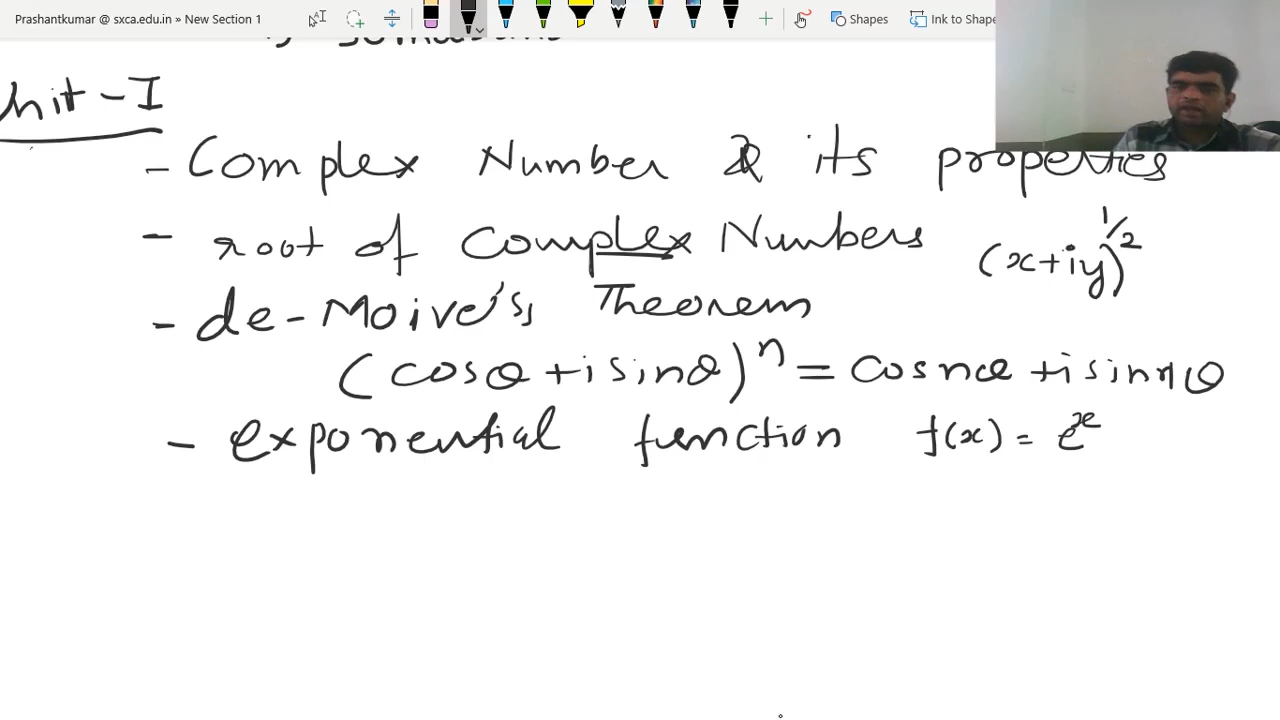 Prashantkumar @ sxca.edu.in » New Section 1
Shapes
Ink to Shape
Unit - I
- Complex Number & its properties
- root of Complex Numbers (x+iy)^1/2
- de-Moive's Theorem
(cosθ + i sinθ)^n = cos nθ + i sin nθ
- exponential function f(x) = e^x